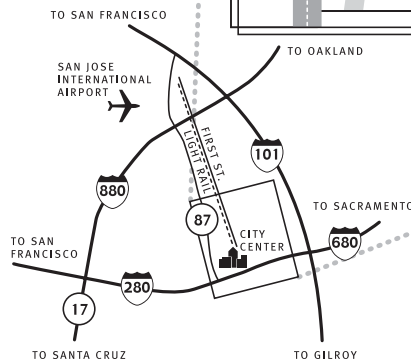 TO SAN FRANCISCO
TO OAKLAND
SAN JOSE
INTERNATIONAL
AIRPORT
FIRST ST.
LIGHT RAIL
101
880
87
CITY
CENTER
TO SACRAMENTO
680
TO SAN
FRANCISCO
280
17
TO SANTA CRUZ
TO GILROY